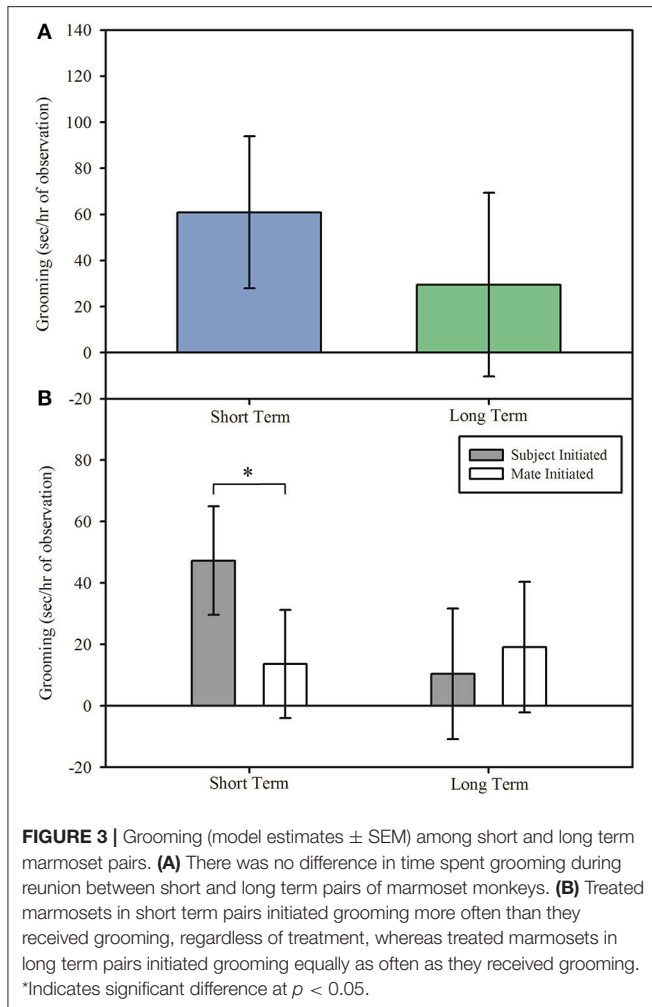 A
140
120
100
80
60
40
20
0
-20
Grooming (sec/hr of observation)
Short Term
Long Term
B
80
60
40
20
0
-20
Grooming (sec/hr of observation)
Subject Initiated
Mate Initiated
*
Short Term
Long Term
FIGURE 3 | Grooming (model estimates ± SEM) among short and long term
marmoset pairs. (A) There was no difference in time spent grooming during
reunion between short and long term pairs of marmoset monkeys. (B) Treated
marmosets in short term pairs initiated grooming more often than they
received grooming, regardless of treatment, whereas treated marmosets in
long term pairs initiated grooming equally as often as they received grooming.
*Indicates significant difference at p < 0.05.